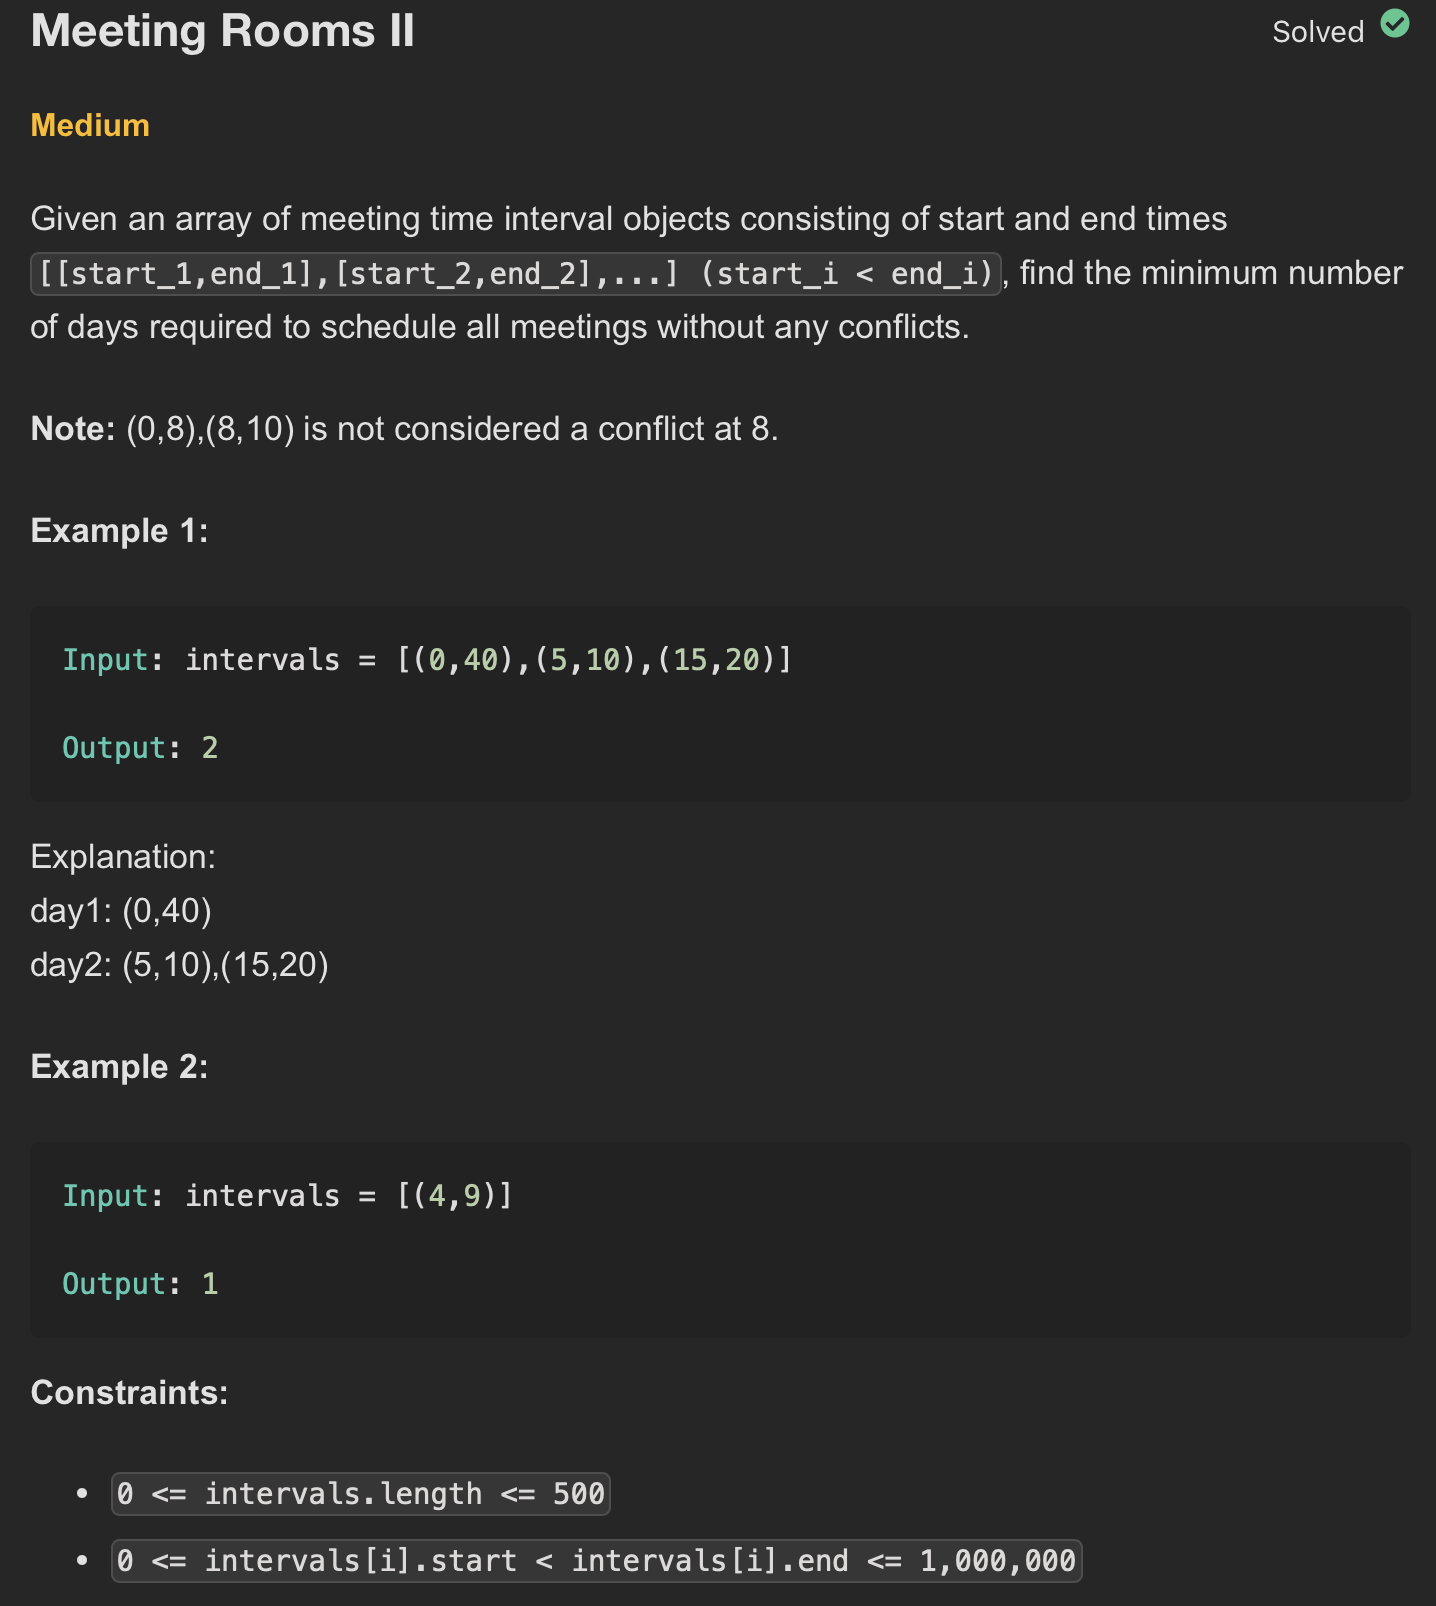 Meeting Rooms II
Solved
Medium
Given an array of meeting time interval objects consisting of start and end times
[[start_1,end_1],[start_2,end_2],...] (start_i < end_i), find the minimum number
of days required to schedule all meetings without any conflicts.
Note: (0,8),(8,10) is not considered a conflict at 8.
Example 1:
Input: intervals = [(0,40),(5,10),(15,20)]
Output: 2
Explanation:
day1: (0,40)
day2: (5,10),(15,20)
Example 2:
Input: intervals = [(4,9)]
Output: 1
Constraints:
• 0 <= intervals.length <= 500
• 0 <= intervals[i].start < intervals[i].end <= 1,000,000